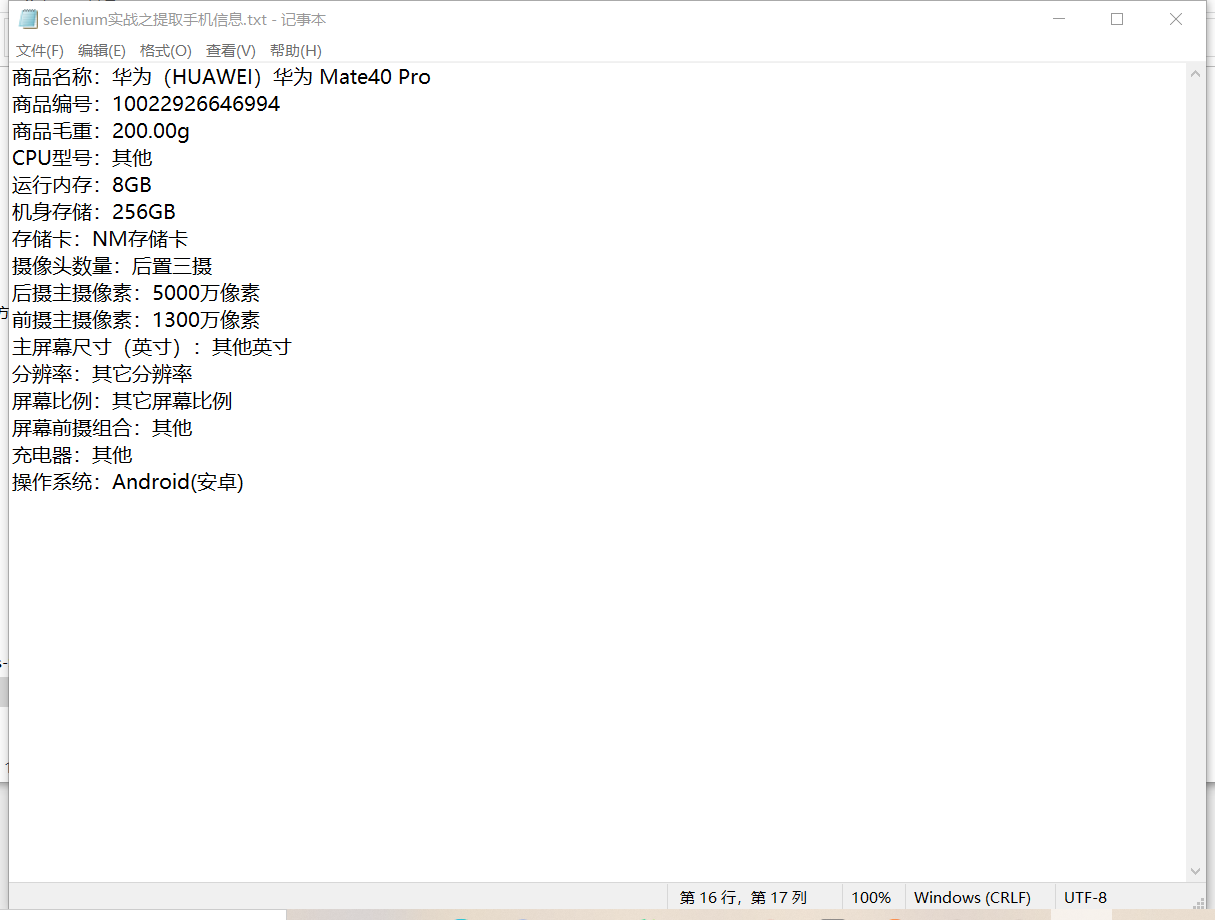 selenium实战之提取手机信息.txt - 记事本
文件(F) 编辑(E) 格式(O) 查看(V) 帮助(H)
商品名称：华为（HUAWEI）华为 Mate40 Pro
商品编号：10022926646994
商品毛重：200.00g
CPU型号：其他
运行内存：8GB
机身存储：256GB
存储卡：NM存储卡
摄像头数量：后置三摄
后摄主摄像素：5000万像素
前摄主摄像素：1300万像素
主屏幕尺寸（英寸）：其他英寸
分辨率：其它分辨率
屏幕比例：其它屏幕比例
屏幕前摄组合：其他
充电器：其他
操作系统：Android(安卓)
第 16 行，第 17 列 100% Windows (CRLF) UTF-8